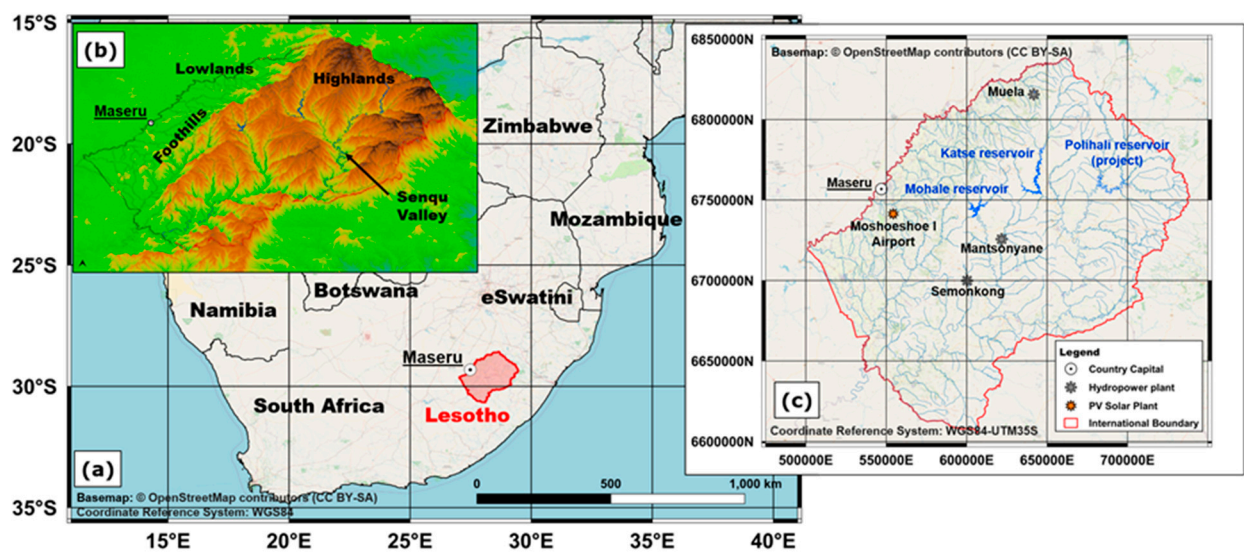 15°S
20°S
25°S
30°S
35°S
15°E
20°E
25°E
30°E
35°E
40°E
(a)
Zimbabwe
Mozambique
Namibia
Botswana
eSwatini
Maseru
South Africa
Lesotho
0
500
1,000 km
Basemap: © OpenStreetMap contributors (CC BY-SA)
Coordinate Reference System: WGS84
(b)
Lowlands
Highlands
Maseru
Foothills
Senqu
Valley
6850000N
6800000N
6750000N
6700000N
6650000N
6600000N
500000E
550000E
600000E
650000E
700000E
Basemap: © OpenStreetMap contributors (CC BY-SA)
Muela
Katse reservoir
Polihali reservoir
(project)
Maseru
Mohale reservoir
Moshoeshoe I
Airport
Mantsonyane
Semonkong
Legend
Country Capital
Hydropower plant
PV Solar Plant
International Boundary
(c)
Coordinate Reference System: WGS84-UTM35S